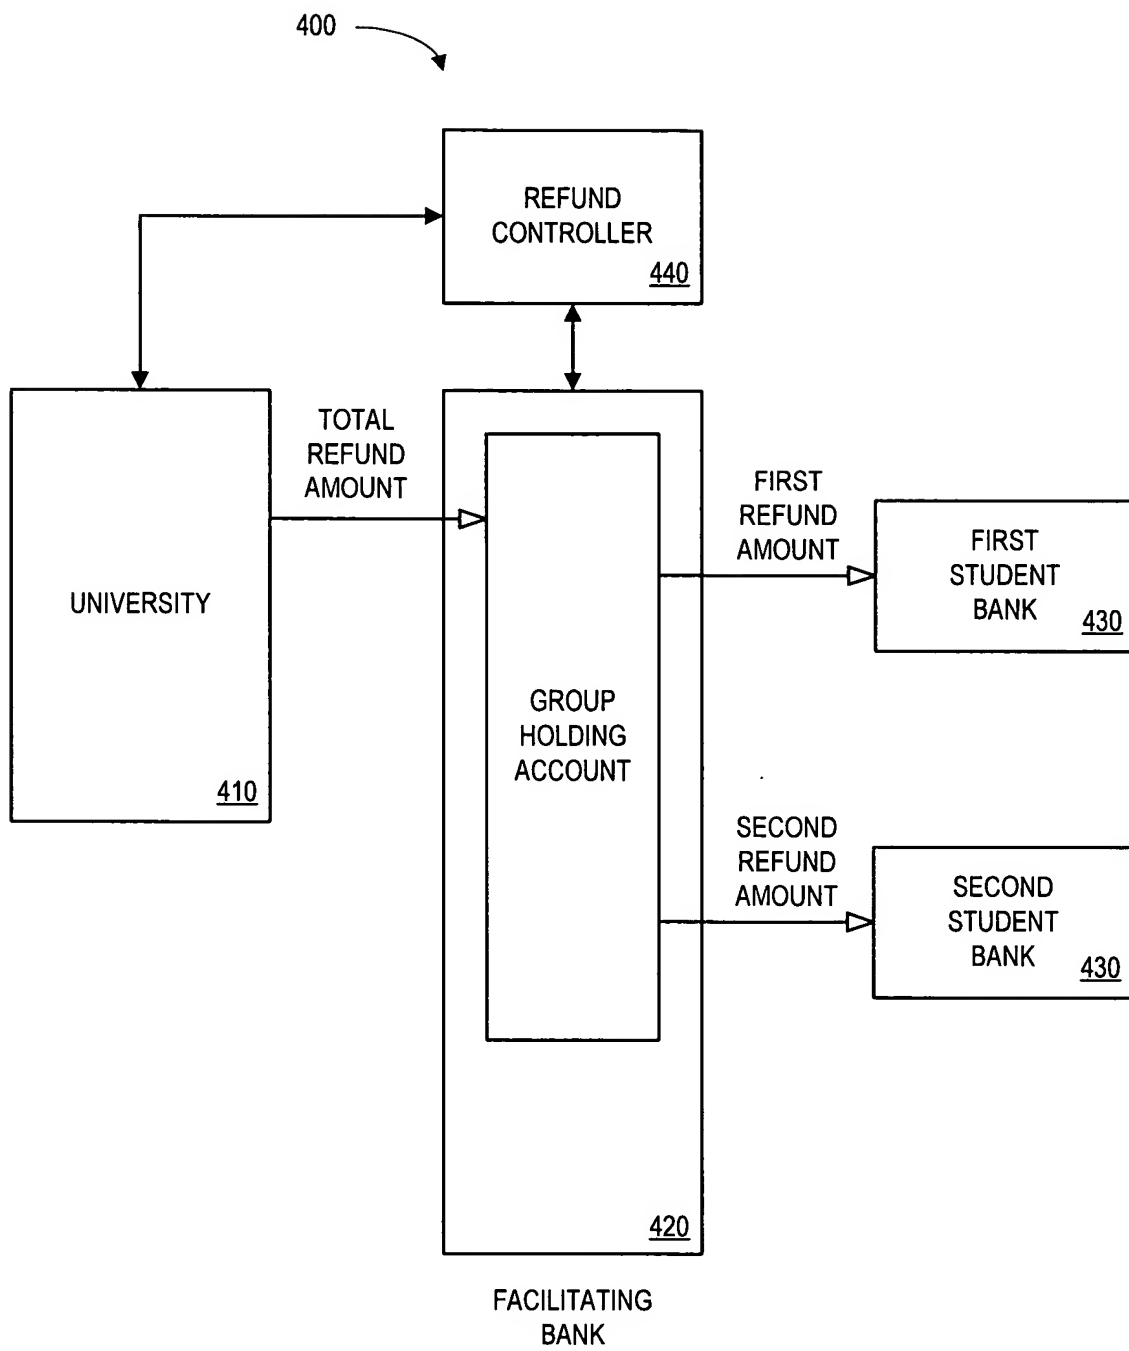 400
REFUND
CONTROLLER
440
TOTAL
REFUND
AMOUNT
UNIVERSITY
410
GROUP
HOLDING
ACCOUNT
FIRST
REFUND
AMOUNT
FIRST
STUDENT
BANK
430
SECOND
REFUND
AMOUNT
SECOND
STUDENT
BANK
430
420
FACILITATING
BANK